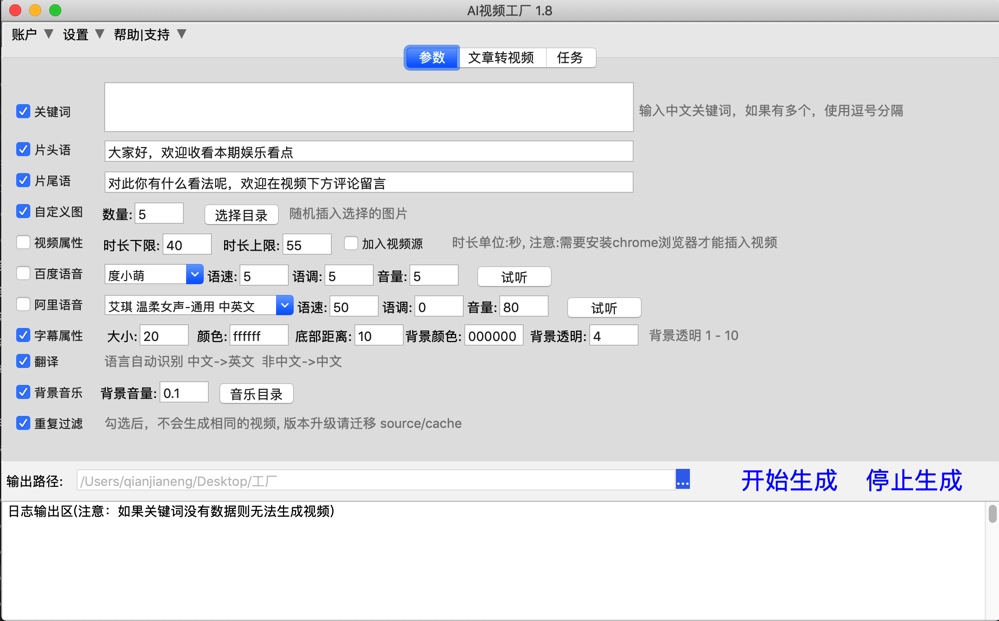 AI视频工厂 1.8
账户 设置 帮助|支持
参数 文章转视频 任务
关键词 输入中文关键词，如果有多个，使用逗号分隔
片头语 大家好，欢迎收看本期娱乐看点
片尾语 对此你有什么看法呢，欢迎在视频下方评论留言
自定义图 数量: 5 选择目录 随机插入选择的图片
视频属性 时长下限: 40 时长上限: 55 加入视频源 时长单位:秒, 注意:需要安装chrome浏览器才能插入视频
百度语音 度小萌 语速: 5 语调: 5 音量: 5 试听
阿里语音 艾琪 温柔女声-通用 中英文 语速: 50 语调: 0 音量: 80 试听
字幕属性 大小: 20 颜色: ffffff 底部距离: 10 背景颜色: 000000 背景透明: 4 背景透明 1 - 10
翻译 语言自动识别 中文->英文 非中文->中文
背景音乐 背景音量: 0.1 音乐目录
重复过滤 勾选后，不会生成相同的视频, 版本升级请迁移 source/cache
输出路径: /Users/qianjianeng/Desktop/工厂 ... 开始生成 停止生成
日志输出区(注意：如果关键词没有数据则无法生成视频)